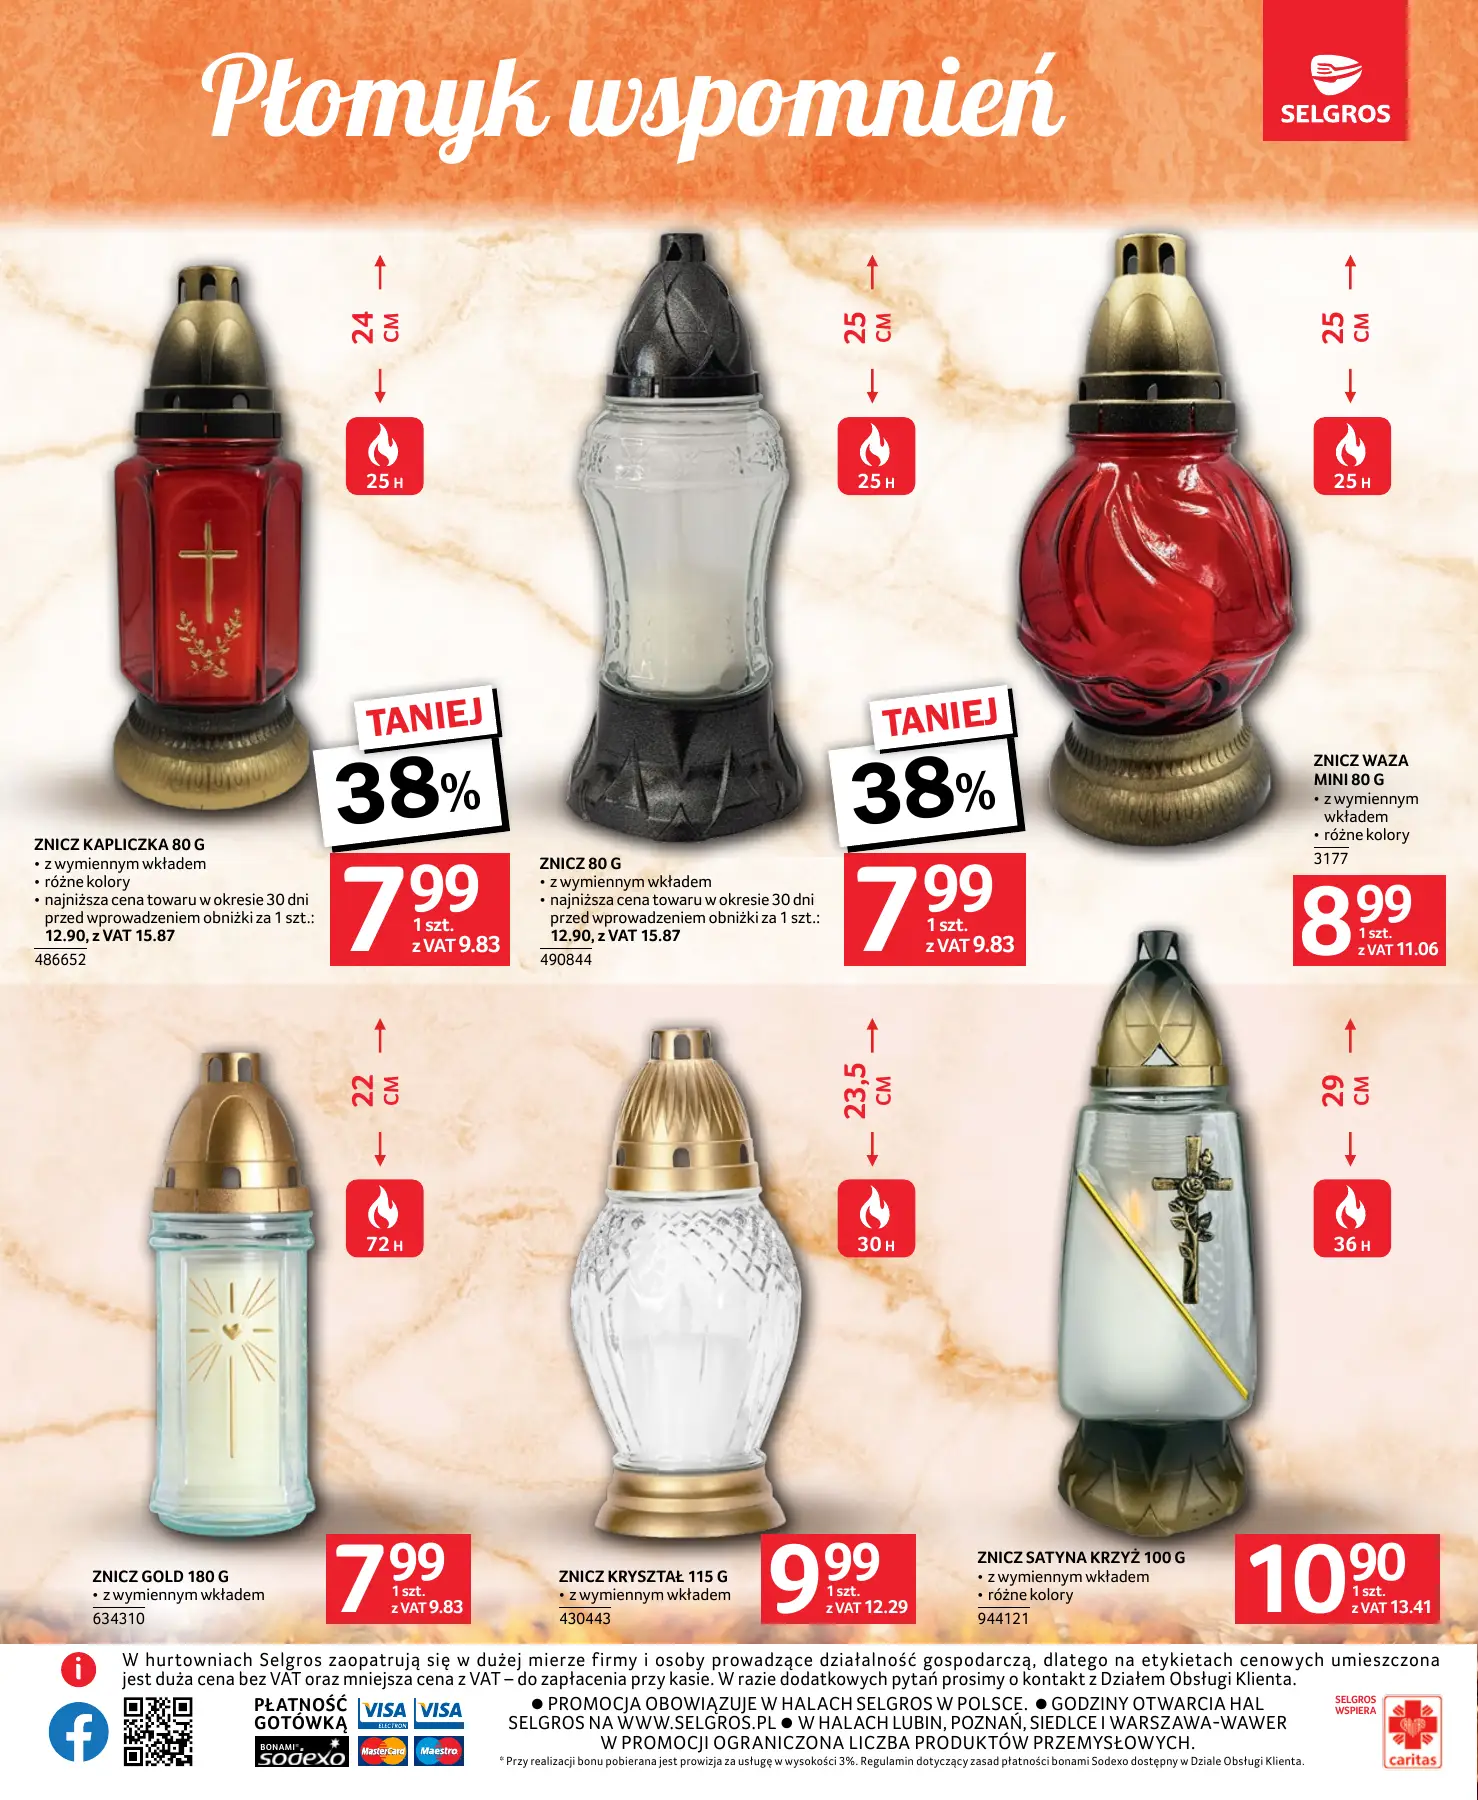 Płomyk wspomnień
SELGROS
24 CM
25 H
25 CM
25 H
25 CM
25 H
TANIEJ
38%
ZNICZ KAPLICZKA 80 G
• z wymiennym wkładem
• różne kolory
• najniższa cena towaru w okresie 30 dni
przed wprowadzeniem obniżki za 1 szt.:
12.90, z VAT 15.87
486652
7 99
1 szt.
z VAT 9.83
TANIEJ
38%
ZNICZ 80 G
• z wymiennym wkładem
• najniższa cena towaru w okresie 30 dni
przed wprowadzeniem obniżki za 1 szt.:
12.90, z VAT 15.87
490844
7 99
1 szt.
z VAT 9.83
ZNICZ WAZA
MINI 80 G
• z wymiennym
wkładem
• różne kolory
3177
8 99
1 szt.
z VAT 11.06
22 CM
72 H
23,5 CM
30 H
29 CM
36 H
ZNICZ GOLD 180 G
• z wymiennym wkładem
634310
7 99
1 szt.
z VAT 9.83
ZNICZ KRYSZTAŁ 115 G
• z wymiennym wkładem
430443
9 99
1 szt.
z VAT 12.29
ZNICZ SATYNA KRZYŻ 100 G
• z wymiennym wkładem
• różne kolory
944121
10 90
1 szt.
z VAT 13.41
i
W hurtowniach Selgros zaopatrują się w dużej mierze firmy i osoby prowadzące działalność gospodarczą, dlatego na etykietach cenowych umieszczona
jest duża cena bez VAT oraz mniejsza cena z VAT – do zapłacenia przy kasie. W razie dodatkowych pytań prosimy o kontakt z Działem Obsługi Klienta.
f
PŁATNOŚĆ
GOTÓWKĄ
BONAMI*
sodexo
VISA ELECTRON
VISA
MasterCard
Maestro
● PROMOCJA OBOWIĄZUJE W HALACH SELGROS W POLSCE. ● GODZINY OTWARCIA HAL
SELGROS NA WWW.SELGROS.PL ● W HALACH LUBIN, POZNAŃ, SIEDLCE I WARSZAWA-WAWER
W PROMOCJI OGRANICZONA LICZBA PRODUKTÓW PRZEMYSŁOWYCH.
* Przy realizacji bonu pobierana jest prowizja za usługę w wysokości 3%. Regulamin dotyczący zasad płatności bonami Sodexo dostępny w Dziale Obsługi Klienta.
SELGROS
WSPIERA
caritas